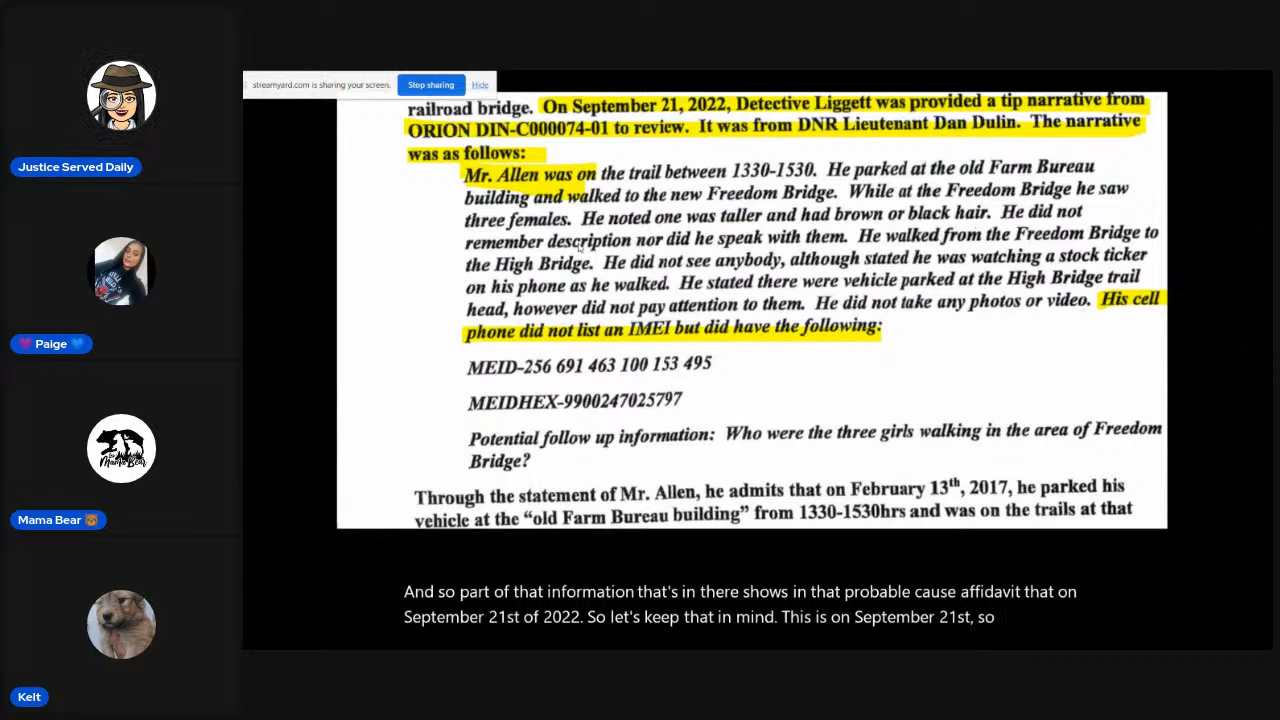 streamyard.com is sharing your screen.
Stop sharing
Hide
railroad bridge. On September 21, 2022, Detective Liggett was provided a tip narrative from
ORION DIN-C000074-01 to review. It was from DNR Lieutenant Dan Dulin. The narrative
was as follows:
Mr. Allen was on the trail between 1330-1530. He parked at the old Farm Bureau
building and walked to the new Freedom Bridge. While at the Freedom Bridge he saw
three females. He noted one was taller and had brown or black hair. He did not
remember description nor did he speak with them. He walked from the Freedom Bridge to
the High Bridge. He did not see anybody, although stated he was watching a stock ticker
on his phone as he walked. He stated there were vehicle parked at the High Bridge trail
head, however did not pay attention to them. He did not take any photos or video. His cell
phone did not list an IMEI but did have the following:
MEID-256 691 463 100 153 495
MEIDHEX-9900247025797
Potential follow up information: Who were the three girls walking in the area of Freedom
Bridge?
Through the statement of Mr. Allen, he admits that on February 13th, 2017, he parked his
vehicle at the “old Farm Bureau building” from 1330-1530hrs and was on the trails at that
And so part of that information that's in there shows in that probable cause affidavit that on
September 21st of 2022. So let's keep that in mind. This is on September 21st, so
Justice Served Daily
💗 Paige 💙
Mama Bear
Mama Bear 🐻
Kelt